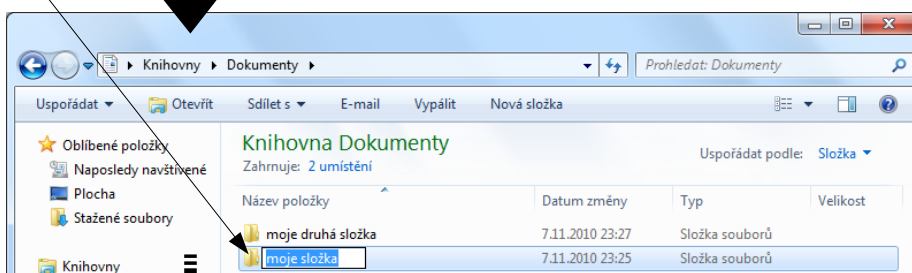 Knihovny Dokumenty
Prohledat: Dokumenty
Uspořádat Otevřít Sdílet s E-mail Vypálit Nová složka
Oblíbené položky
Naposledy navštívené
Plocha
Stažené soubory
Knihovny
Knihovna Dokumenty
Zahrnuje: 2 umístění
Uspořádat podle: Složka
Název položky Datum změny Typ Velikost
moje druhá složka 7.11.2010 23:27 Složka souborů
moje složka 7.11.2010 23:25 Složka souborů